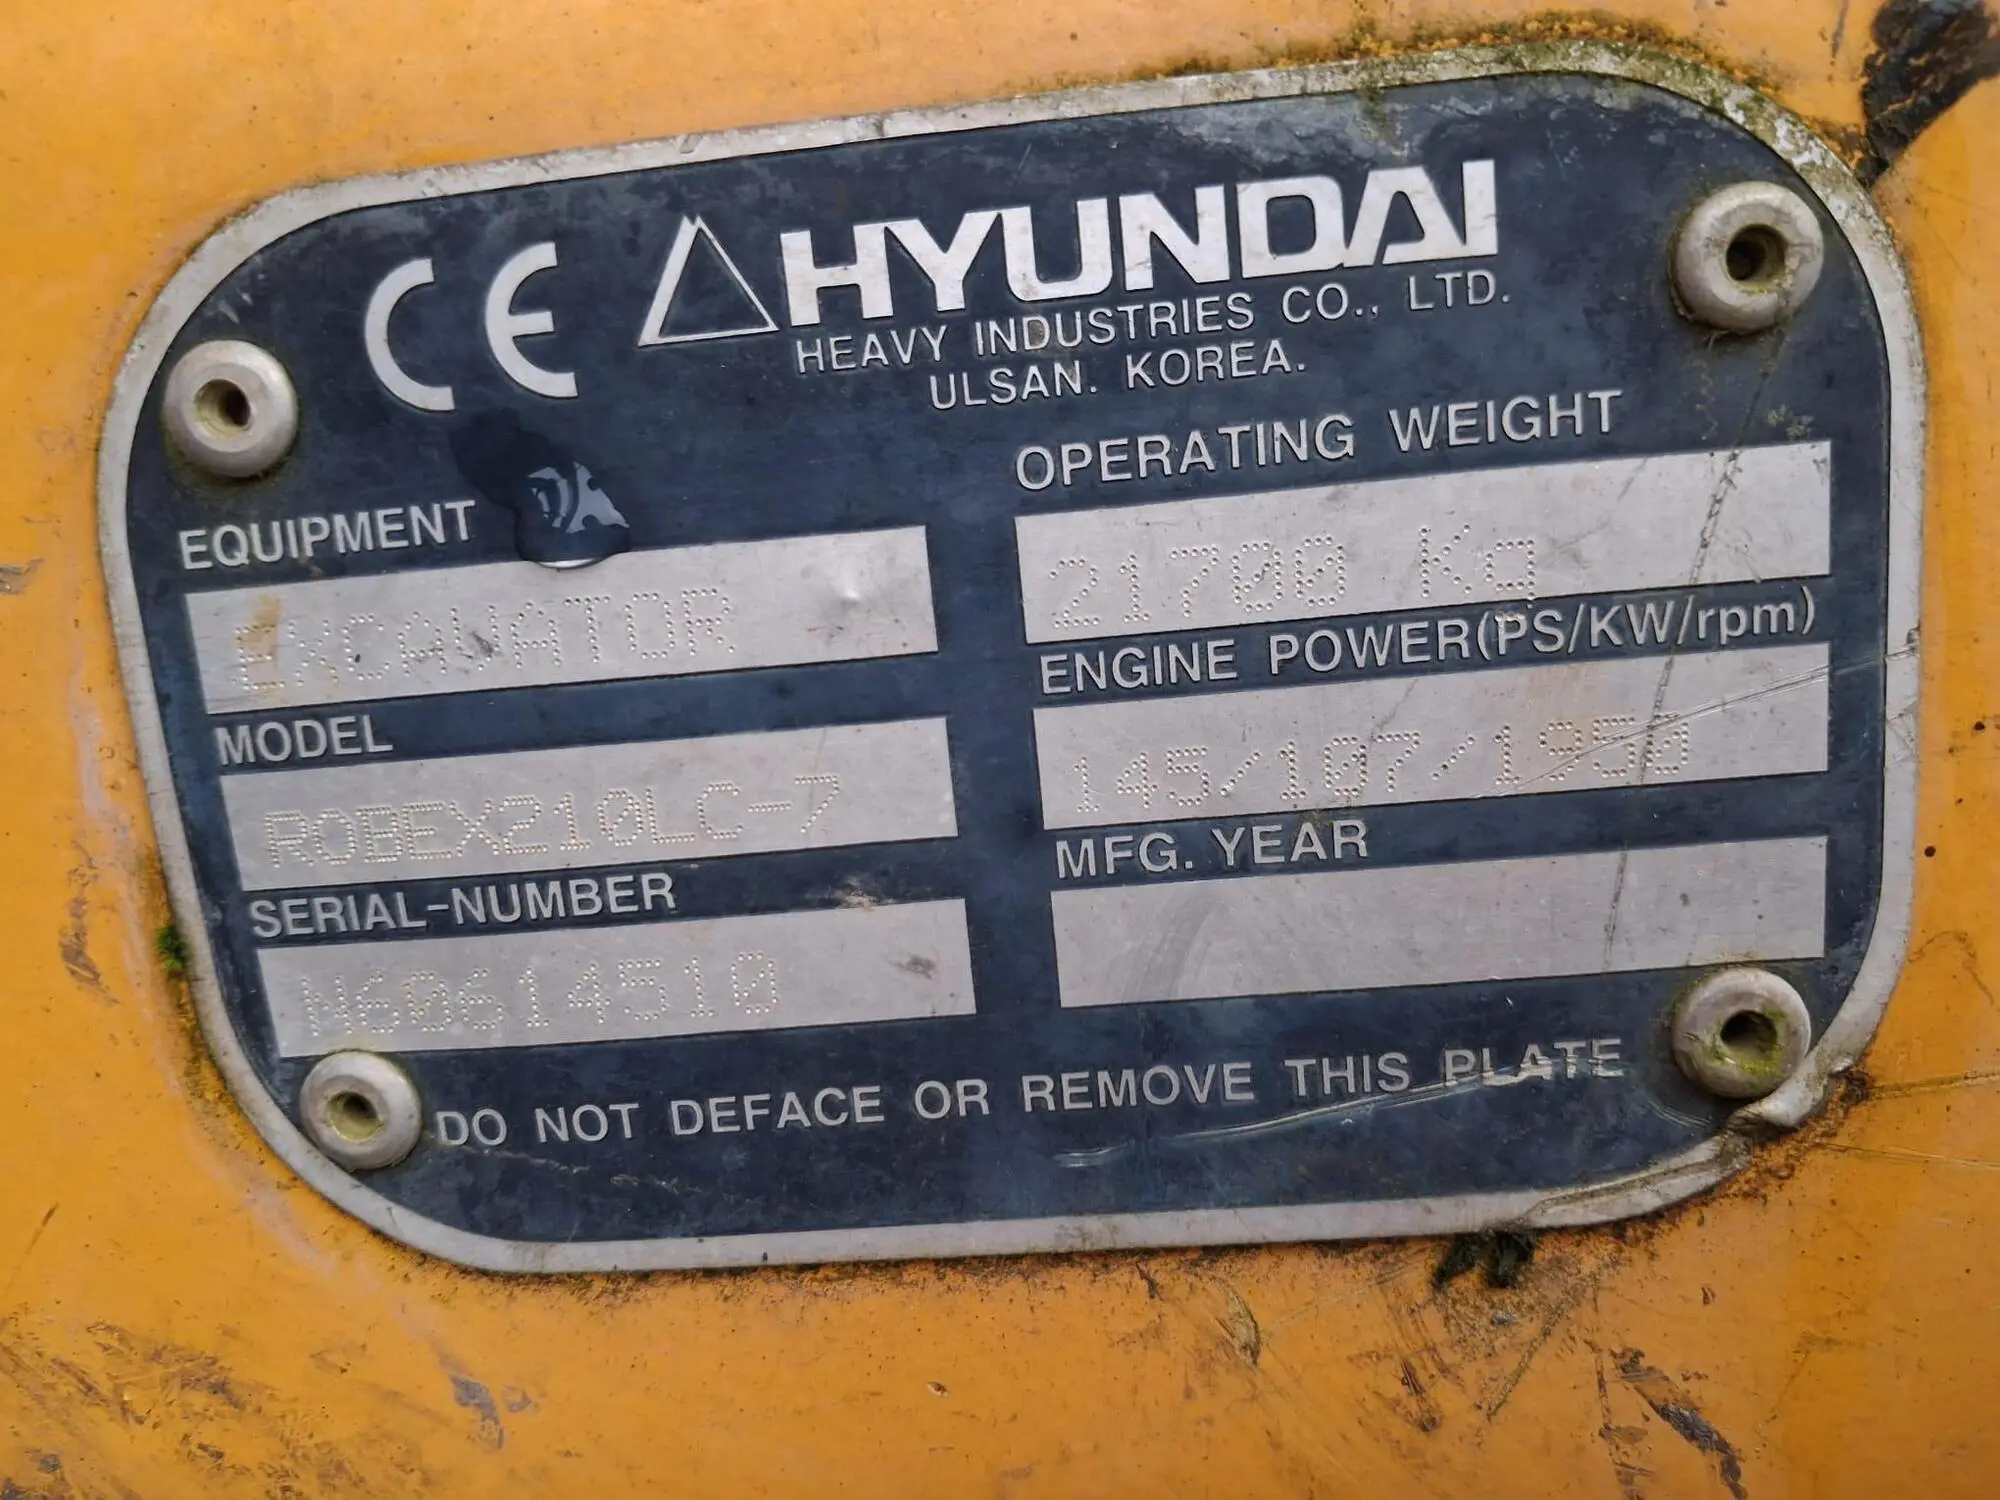 CE HYUNDAI
HEAVY INDUSTRIES CO., LTD.
ULSAN. KOREA.
EQUIPMENT
EXCAVATOR
MODEL
ROBEX210LC-7
SERIAL-NUMBER
N60614510
OPERATING WEIGHT
21700 Kg
ENGINE POWER(PS/KW/rpm)
145/107/1950
MFG. YEAR
DO NOT DEFACE OR REMOVE THIS PLATE